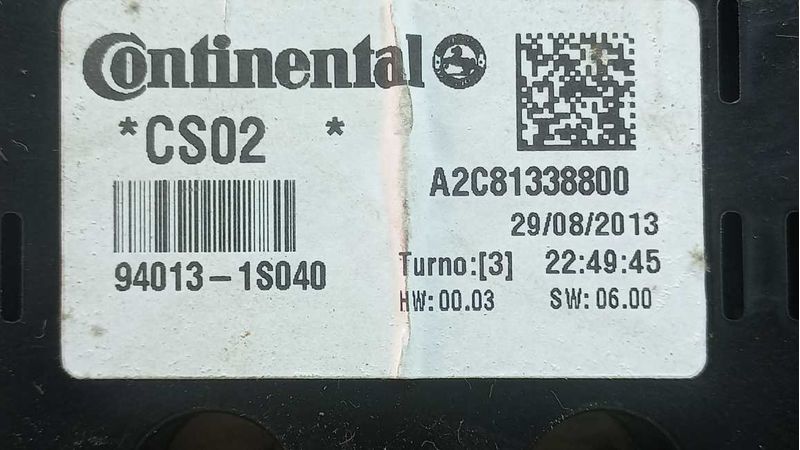 Continental
*CS02 *
A2C81338800
29/08/2013
94013-1S040
Turno:[3] 22:49:45
HW:00.03 SW:06.00